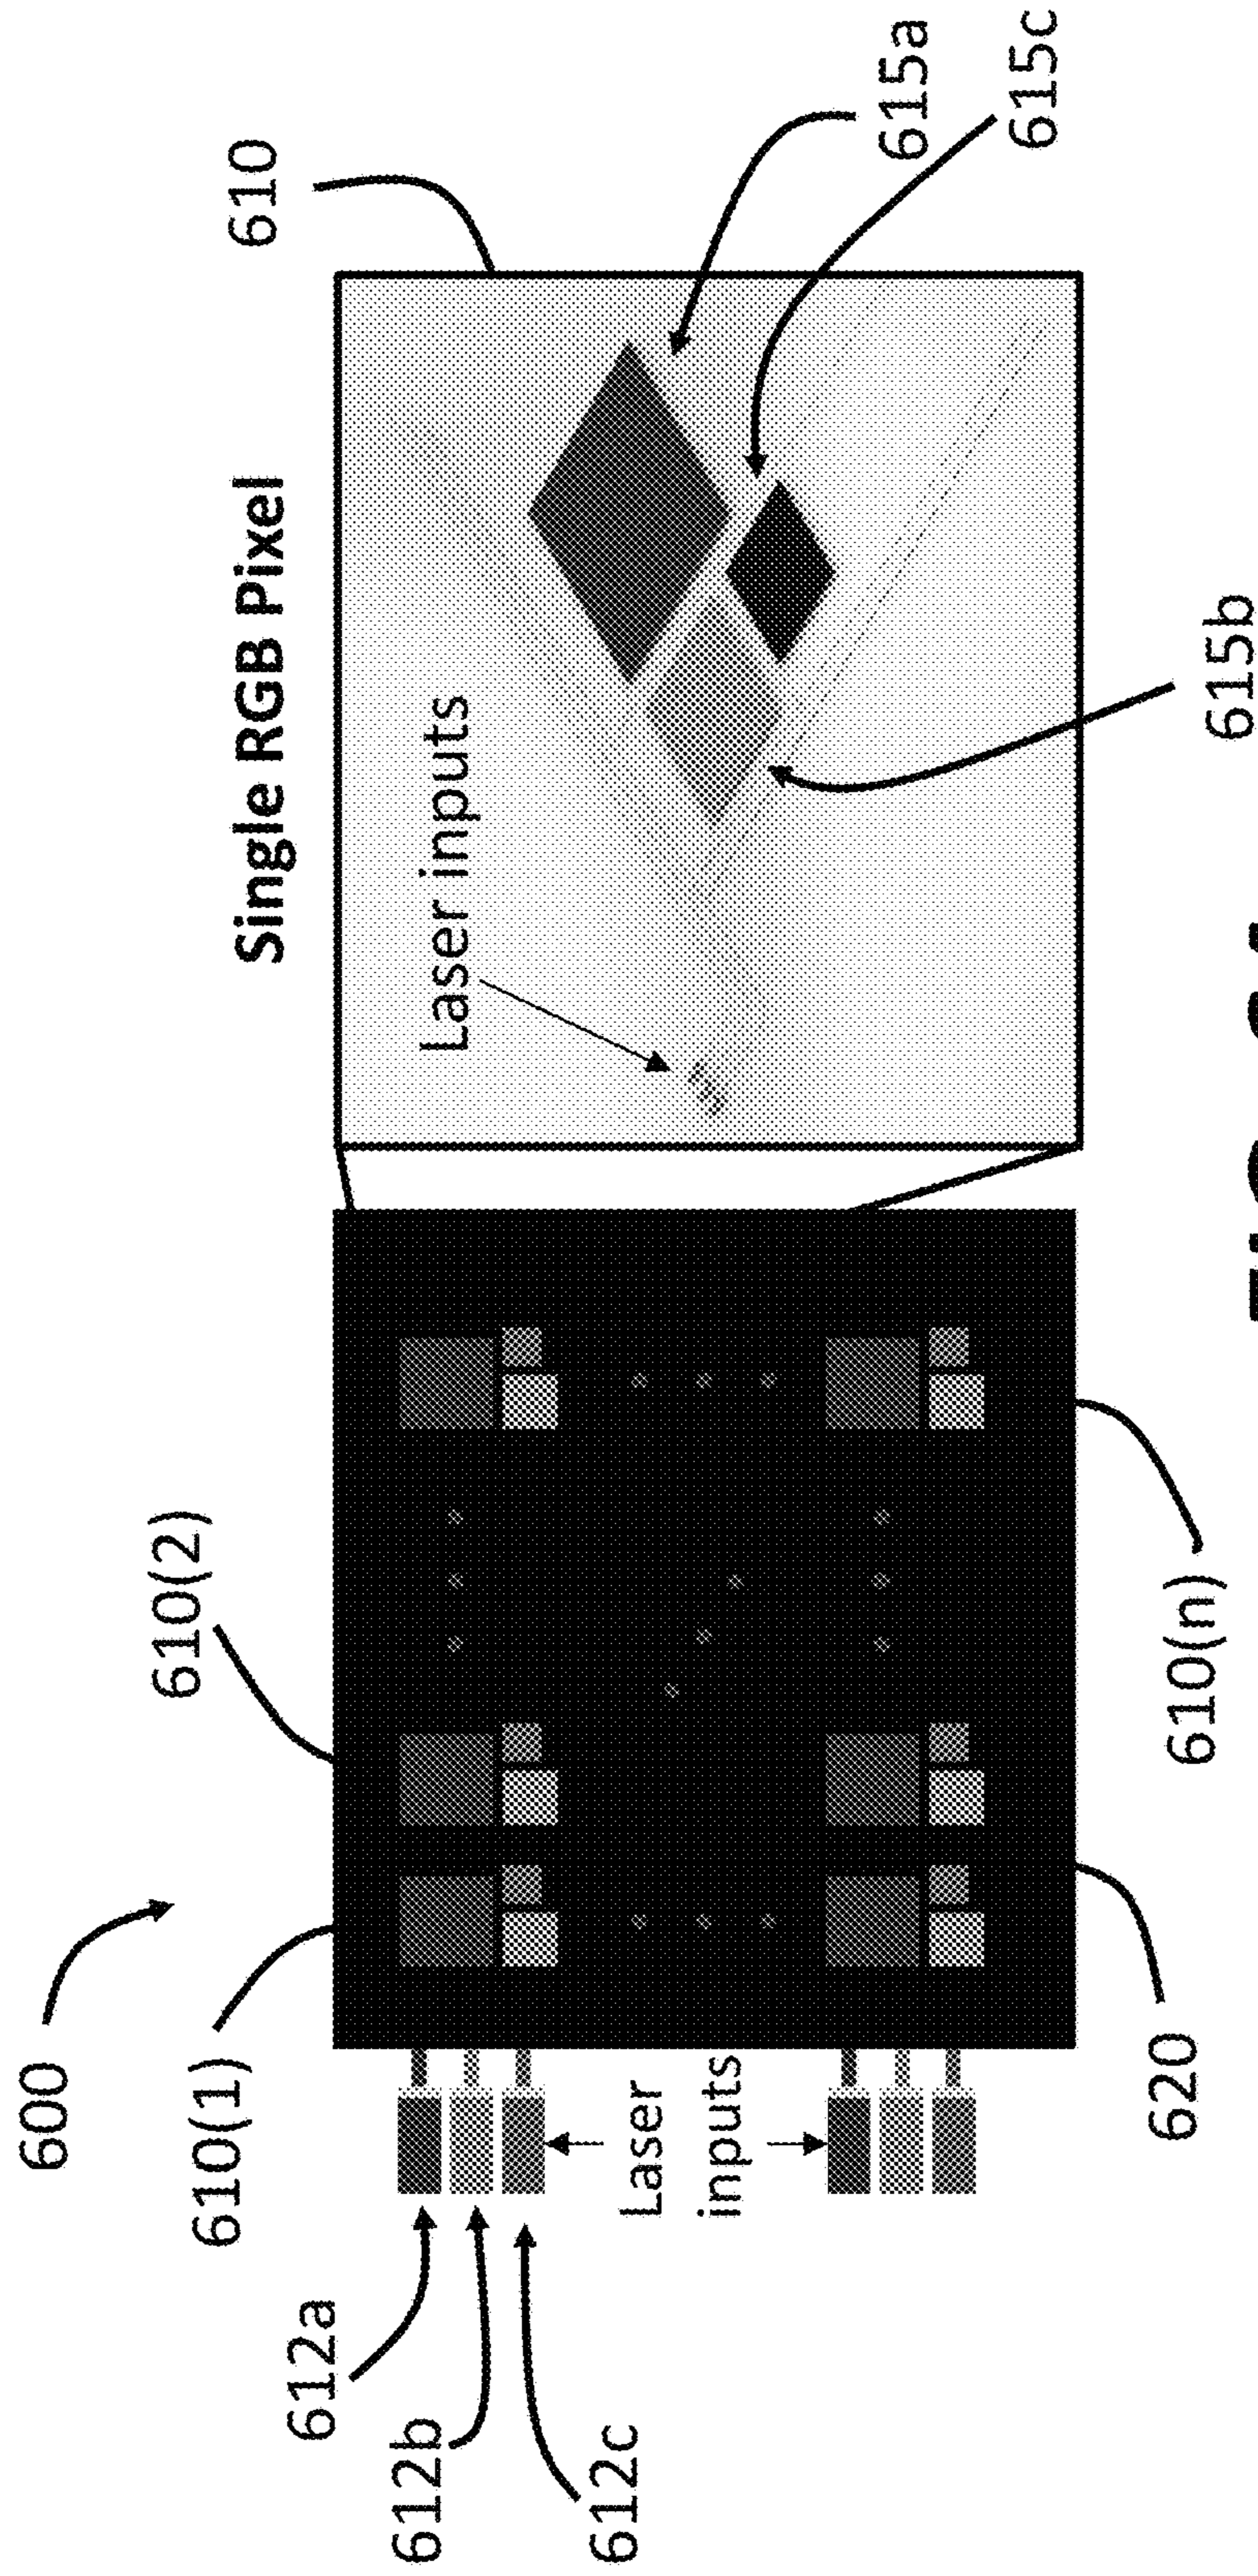 600
610(1)
610(2)
Single RGB Pixel
610
612a
612b
612c
Laser
inputs
Laser inputs
615a
615c
615b
620
610(n)